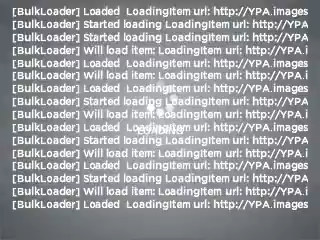 [BulkLoader] Loaded  LoadingItem url: http://YPA.images
[BulkLoader] Started loading LoadingItem url: http://YPA
[BulkLoader] Started loading LoadingItem url: http://YPA
[BulkLoader] Will load item: LoadingItem url: http://YPA.i
[BulkLoader] Loaded  LoadingItem url: http://YPA.images
[BulkLoader] Will load item: LoadingItem url: http://YPA.i
[BulkLoader] Loaded  LoadingItem url: http://YPA.images
[BulkLoader] Started loading LoadingItem url: http://YPA
[BulkLoader] Will load item: LoadingItem url: http://YPA.i
[BulkLoader] Loaded  LoadingItem url: http://YPA.images
LOADING
[BulkLoader] Started loading LoadingItem url: http://YPA
[BulkLoader] Will load item: LoadingItem url: http://YPA.i
[BulkLoader] Loaded  LoadingItem url: http://YPA.images
[BulkLoader] Started loading LoadingItem url: http://YPA
[BulkLoader] Will load item: LoadingItem url: http://YPA.i
[BulkLoader] Loaded  LoadingItem url: http://YPA.images